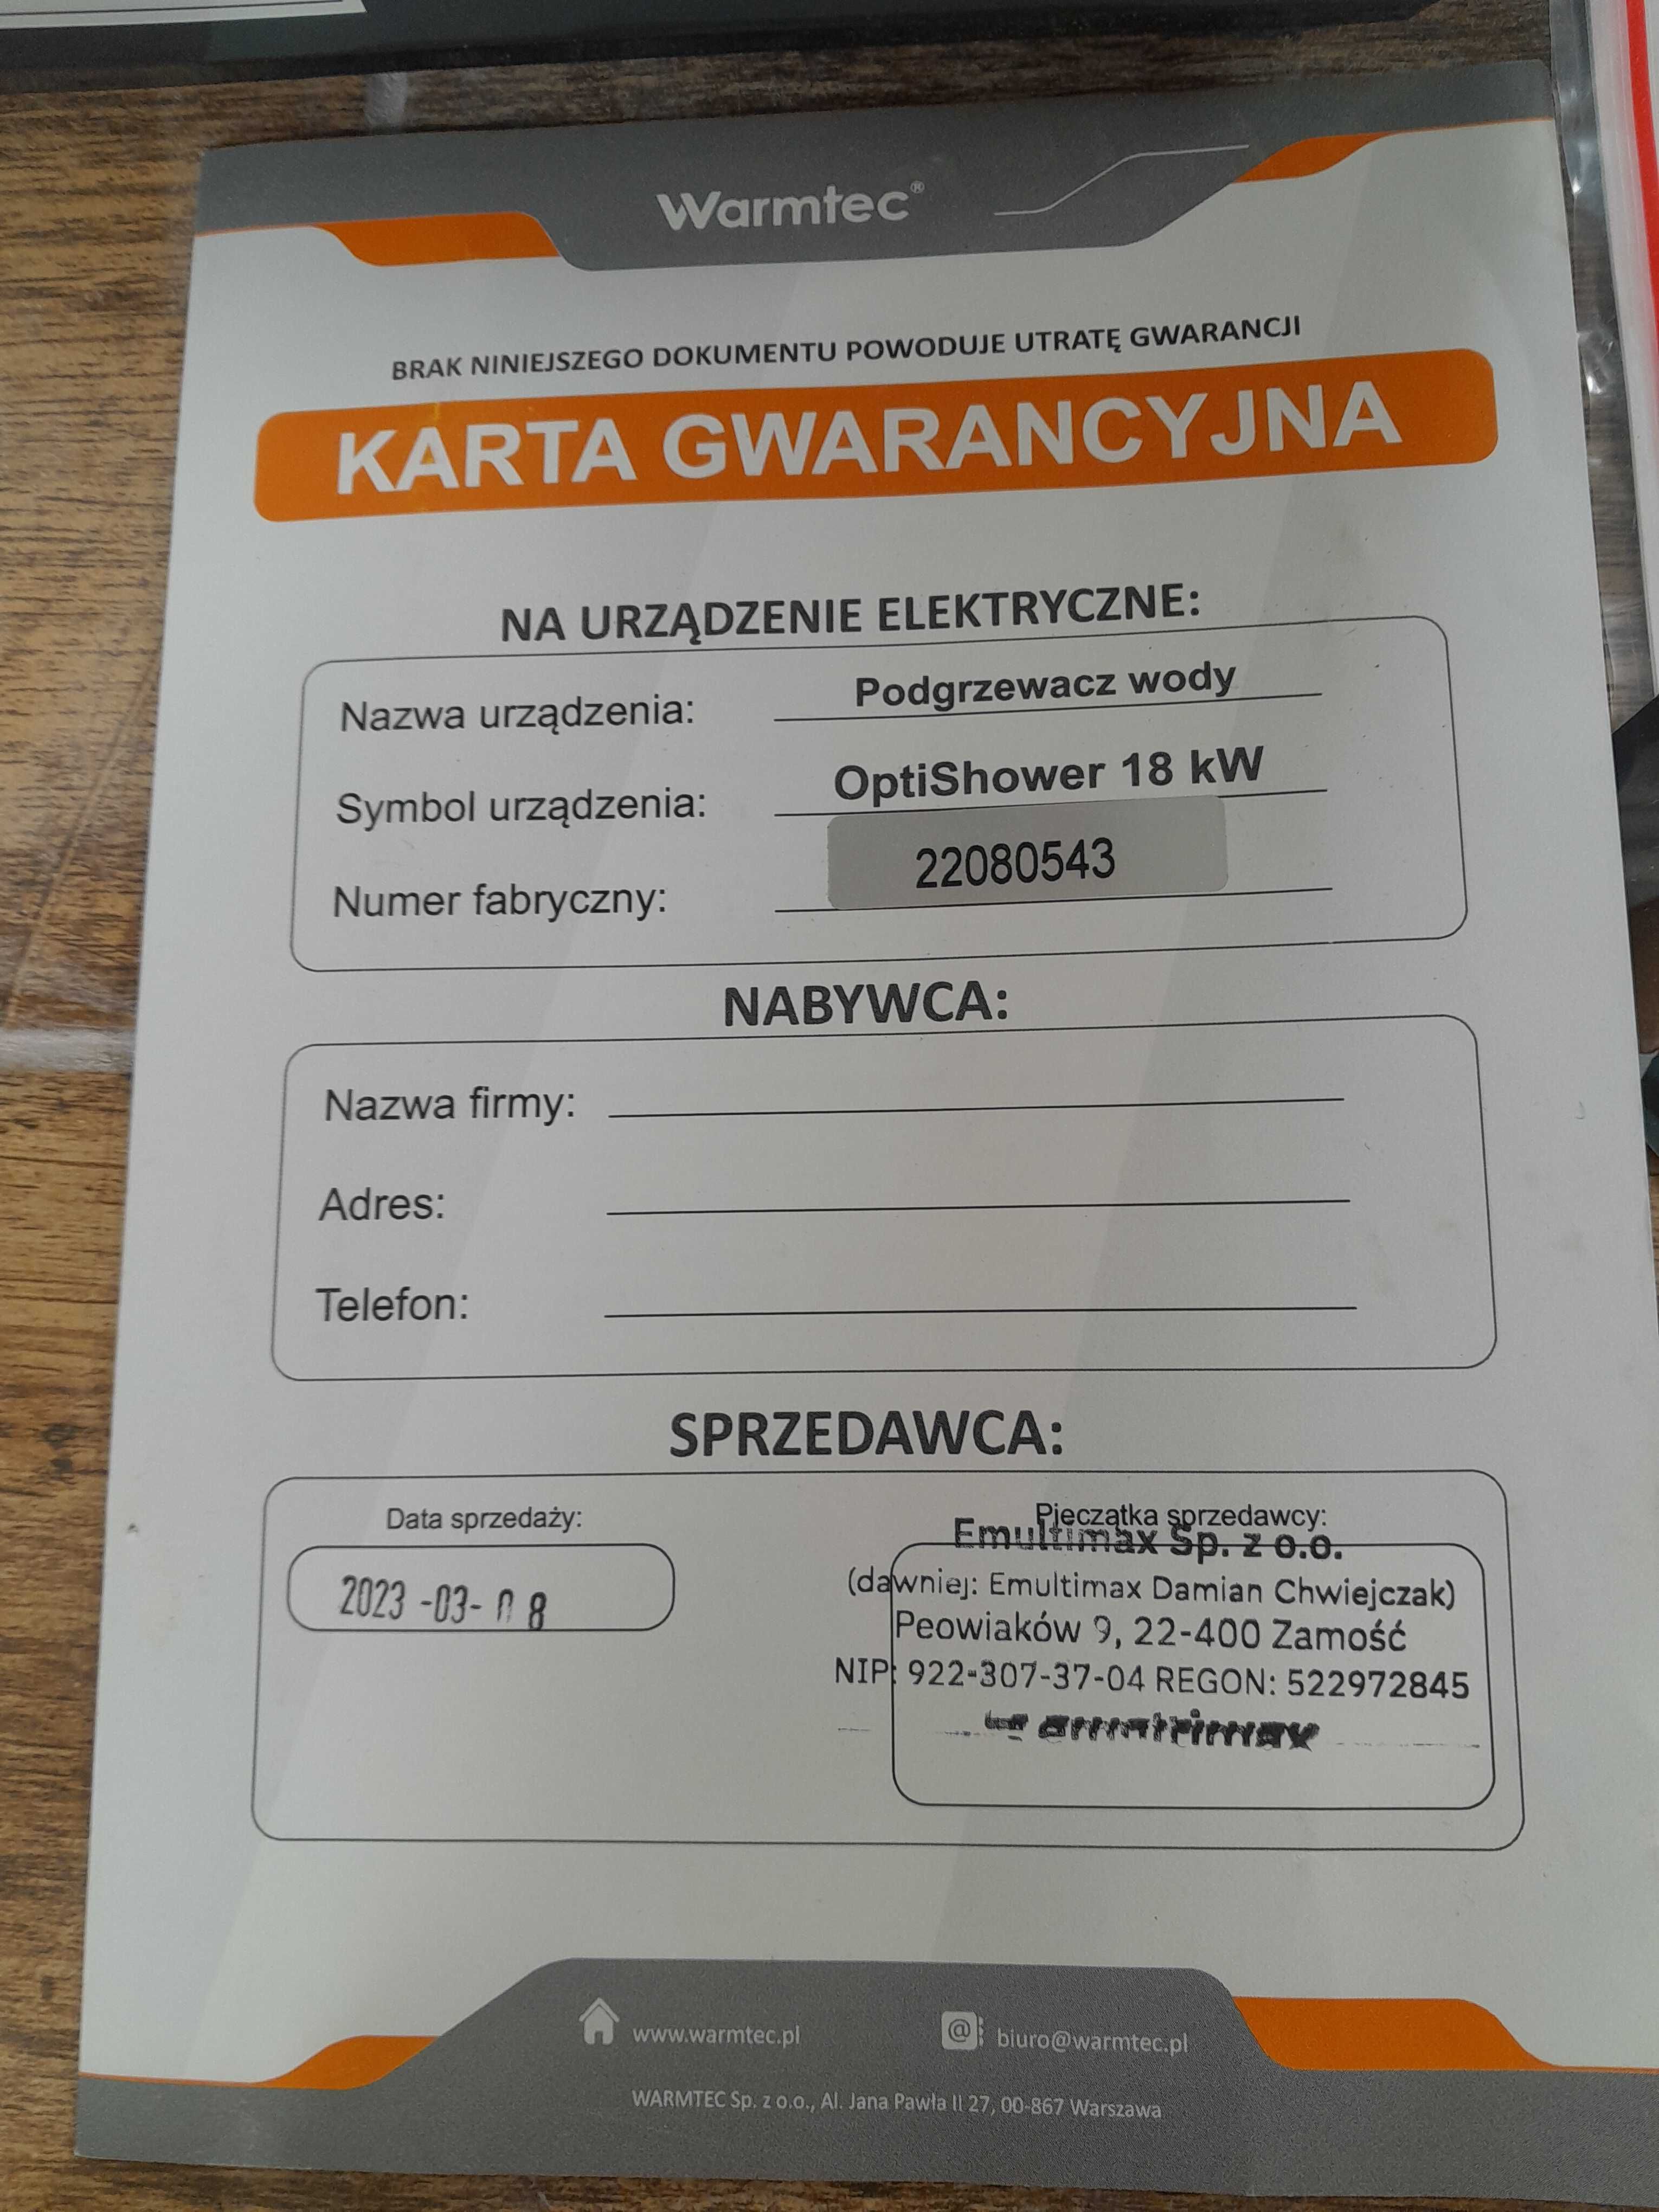 Warmtec®
BRAK NINIEJSZEGO DOKUMENTU POWODUJE UTRATĘ GWARANCJI
KARTA GWARANCYJNA
NA URZĄDZENIE ELEKTRYCZNE:
Nazwa urządzenia: Podgrzewacz wody
Symbol urządzenia: OptiShower 18 kW
Numer fabryczny: 22080543
NABYWCA:
Nazwa firmy:
Adres:
Telefon:
SPRZEDAWCA:
Data sprzedaży:
2023 -03- 08
Pieczątka sprzedawcy:
Emultimax Sp. z o.o.
(dawniej: Emultimax Damian Chwiejczak)
Peowiaków 9, 22-400 Zamość
NIP: 922-307-37-04 REGON: 522972845
www.warmtec.pl
biuro@warmtec.pl
WARMTEC Sp. z o.o., Al. Jana Pawła II 27, 00-867 Warszawa